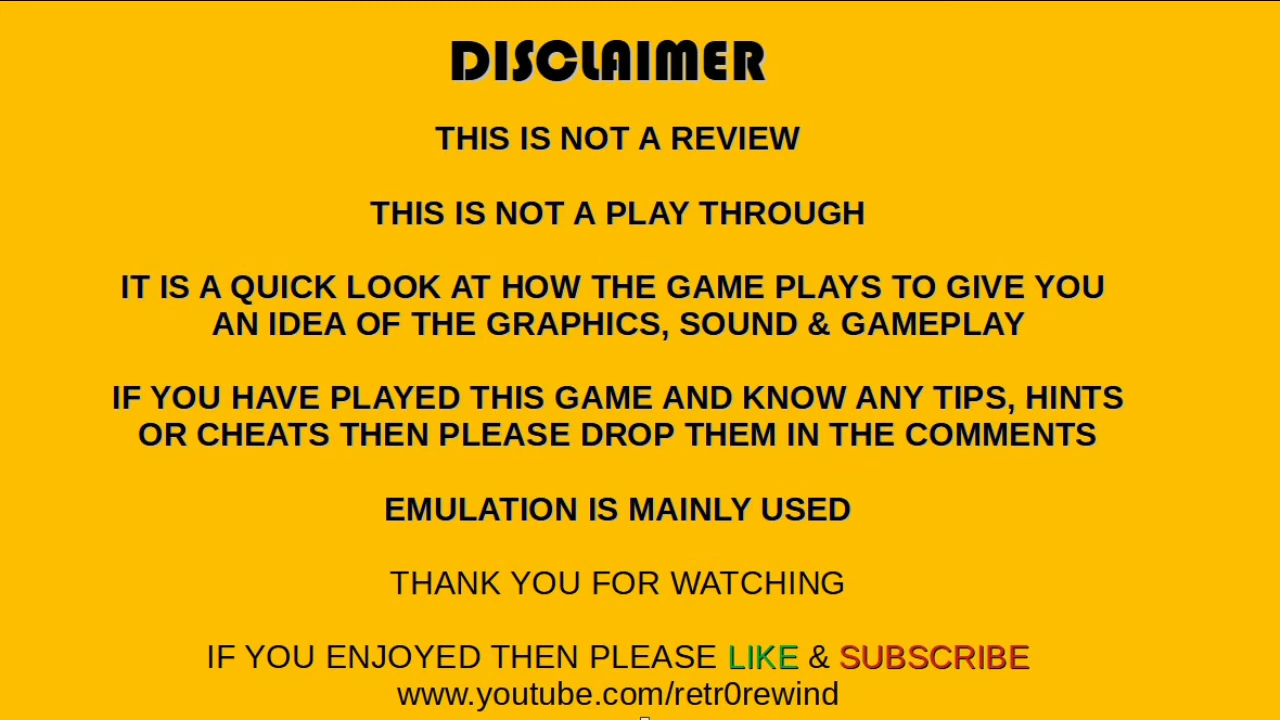 DISCLAIMER
THIS IS NOT A REVIEW
THIS IS NOT A PLAY THROUGH
IT IS A QUICK LOOK AT HOW THE GAME PLAYS TO GIVE YOU
AN IDEA OF THE GRAPHICS, SOUND & GAMEPLAY
IF YOU HAVE PLAYED THIS GAME AND KNOW ANY TIPS, HINTS
OR CHEATS THEN PLEASE DROP THEM IN THE COMMENTS
EMULATION IS MAINLY USED
THANK YOU FOR WATCHING
IF YOU ENJOYED THEN PLEASE LIKE & SUBSCRIBE
www.youtube.com/retr0rewind